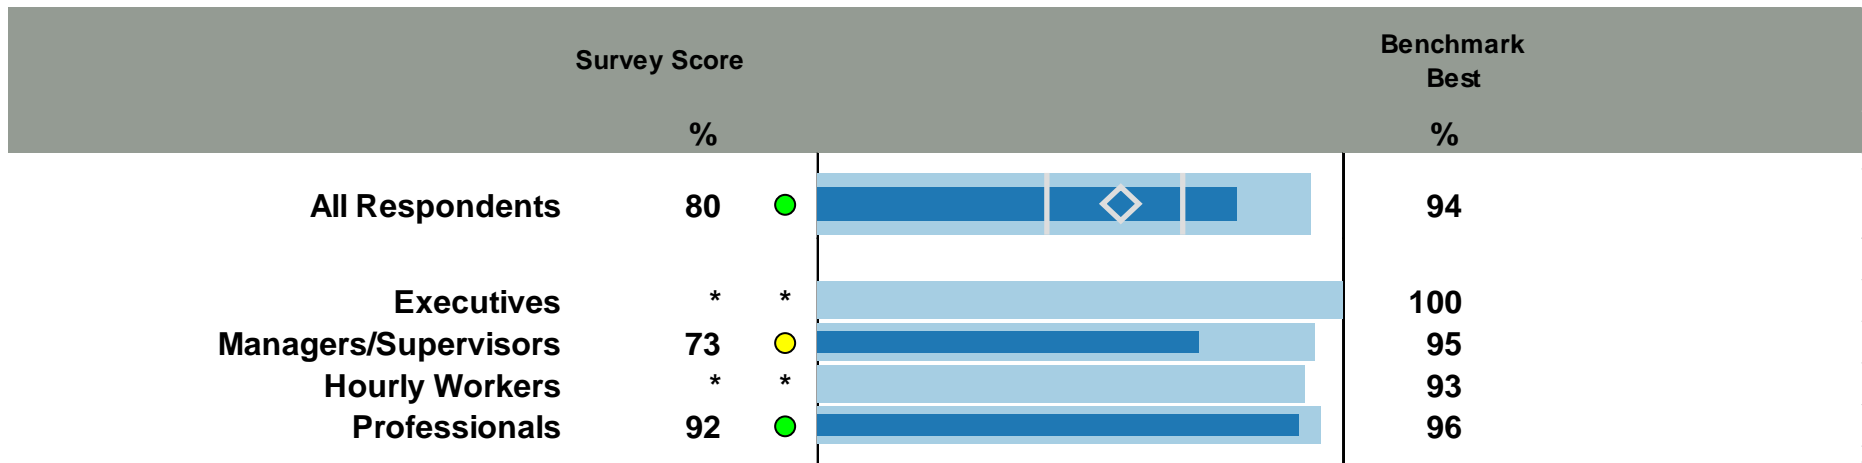 Survey Score
Benchmark
Best
% %
All Respondents 80 94
Executives * * 100
Managers/Supervisors 73 95
Hourly Workers * * 93
Professionals 92 96